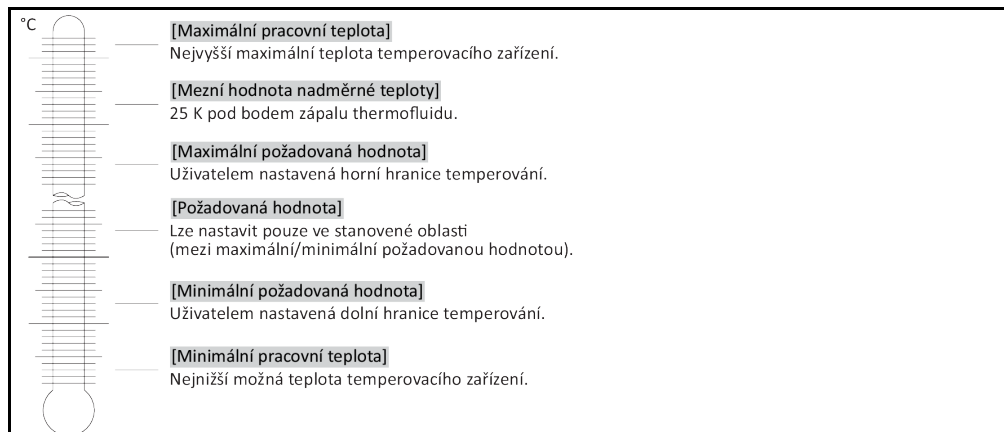 °C
[Maximální pracovní teplota]
Nejvyšší maximální teplota temperovacího zařízení.
[Mezní hodnota nadměrné teploty]
25 K pod bodem zápalu thermofluidu.
[Maximální požadovaná hodnota]
Uživatelem nastavená horní hranice temperování.
[Požadovaná hodnota]
Lze nastavit pouze ve stanovené oblasti
(mezi maximální/minimální požadovanou hodnotou).
[Minimální požadovaná hodnota]
Uživatelem nastavená dolní hranice temperování.
[Minimální pracovní teplota]
Nejnižší možná teplota temperovacího zařízení.